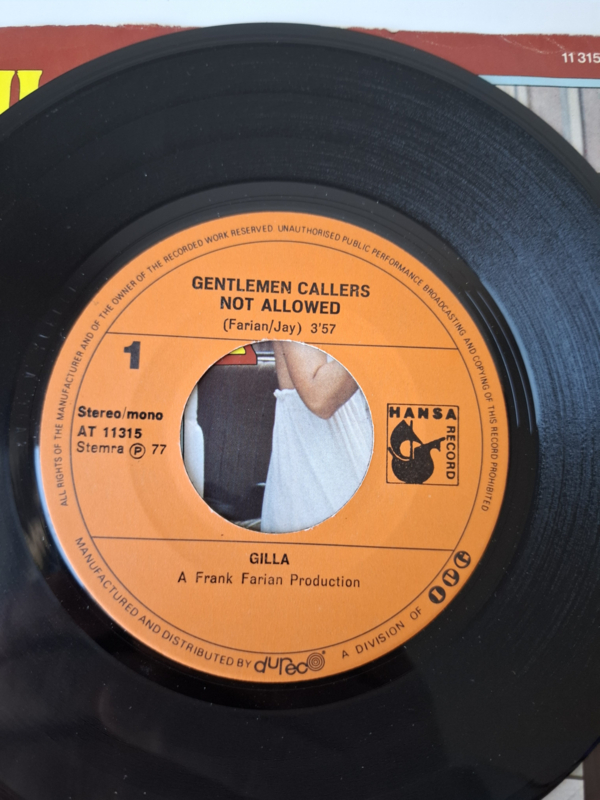 11 315
ALL RIGHTS OF THE MANUFACTURER AND OF THE OWNER OF THE RECORDED WORK RESERVED UNAUTHORISED PUBLIC PERFORMANCE BROADCASTING AND COPYING OF THIS RECORD PROHIBITED
GENTLEMEN CALLERS
NOT ALLOWED
(Farian/Jay) 3'57
1
Stereo/mono
AT 11315
Stemra Ⓟ 77
HANSA
RECORD
GILLA
A Frank Farian Production
MANUFACTURED AND DISTRIBUTED BY dureco A DIVISION OF